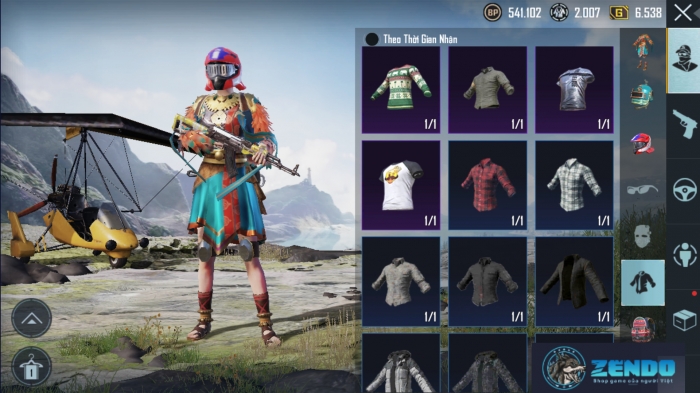 BP 541.102 2.007 G 6.538
Theo Thời Gian Nhận
1/1 1/1 1/1
1/1 1/1 1/1
1/1 1/1 1/1
ZENDO
Shop game của người Việt